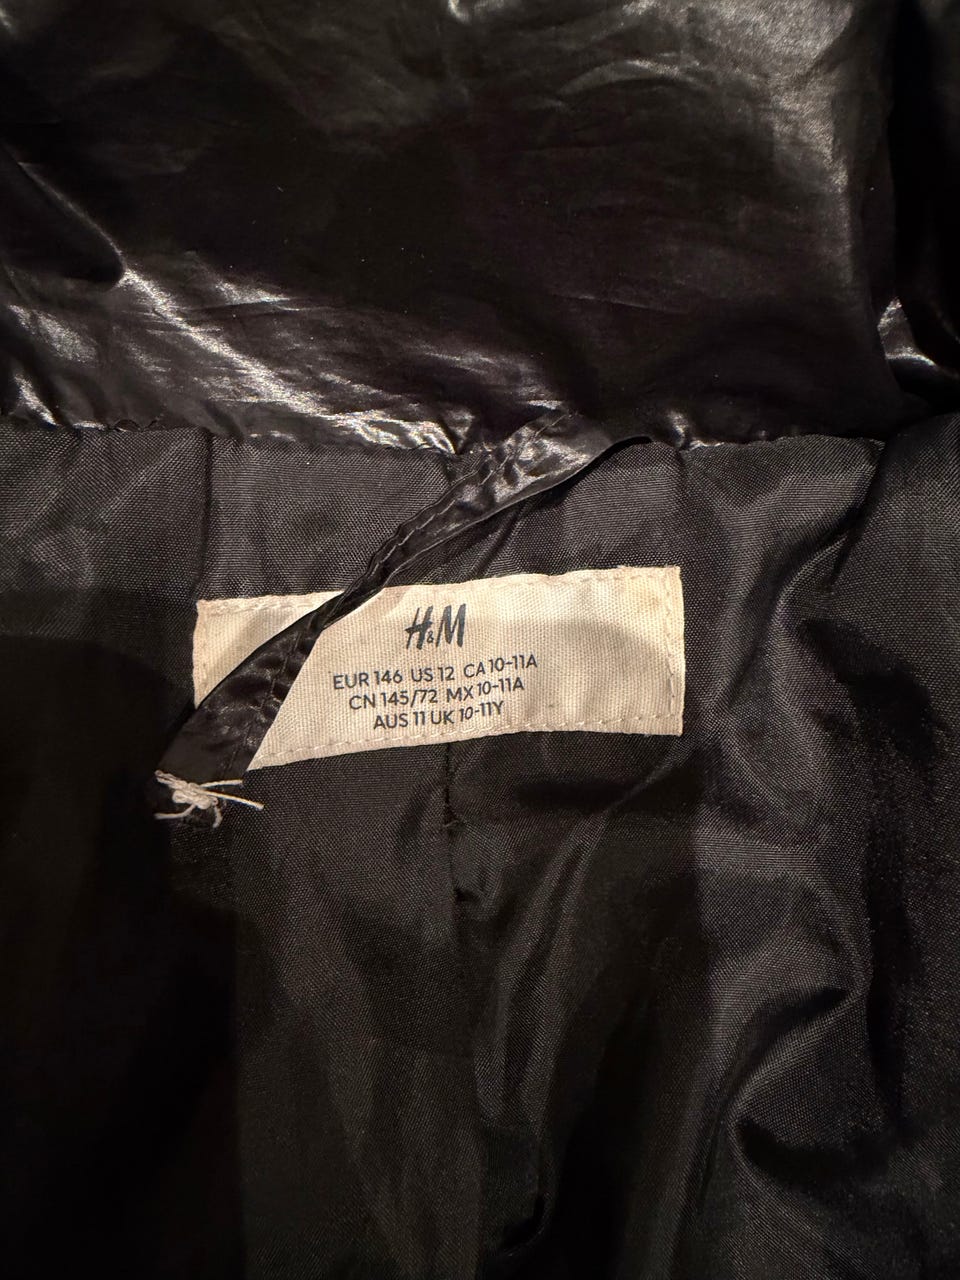 H&M
EUR 146 US 12 CA 10-11A
CN 145/72 MX 10-11A
AUS 11 UK 10-11Y